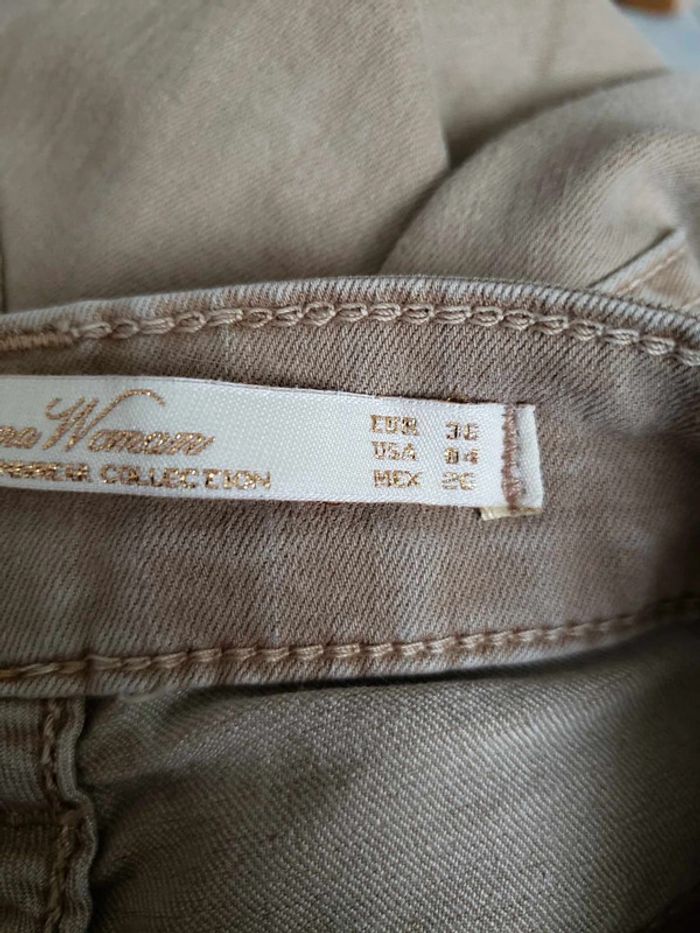 Woman
COLLECTION
EUR 36
USA 04
MEX 26